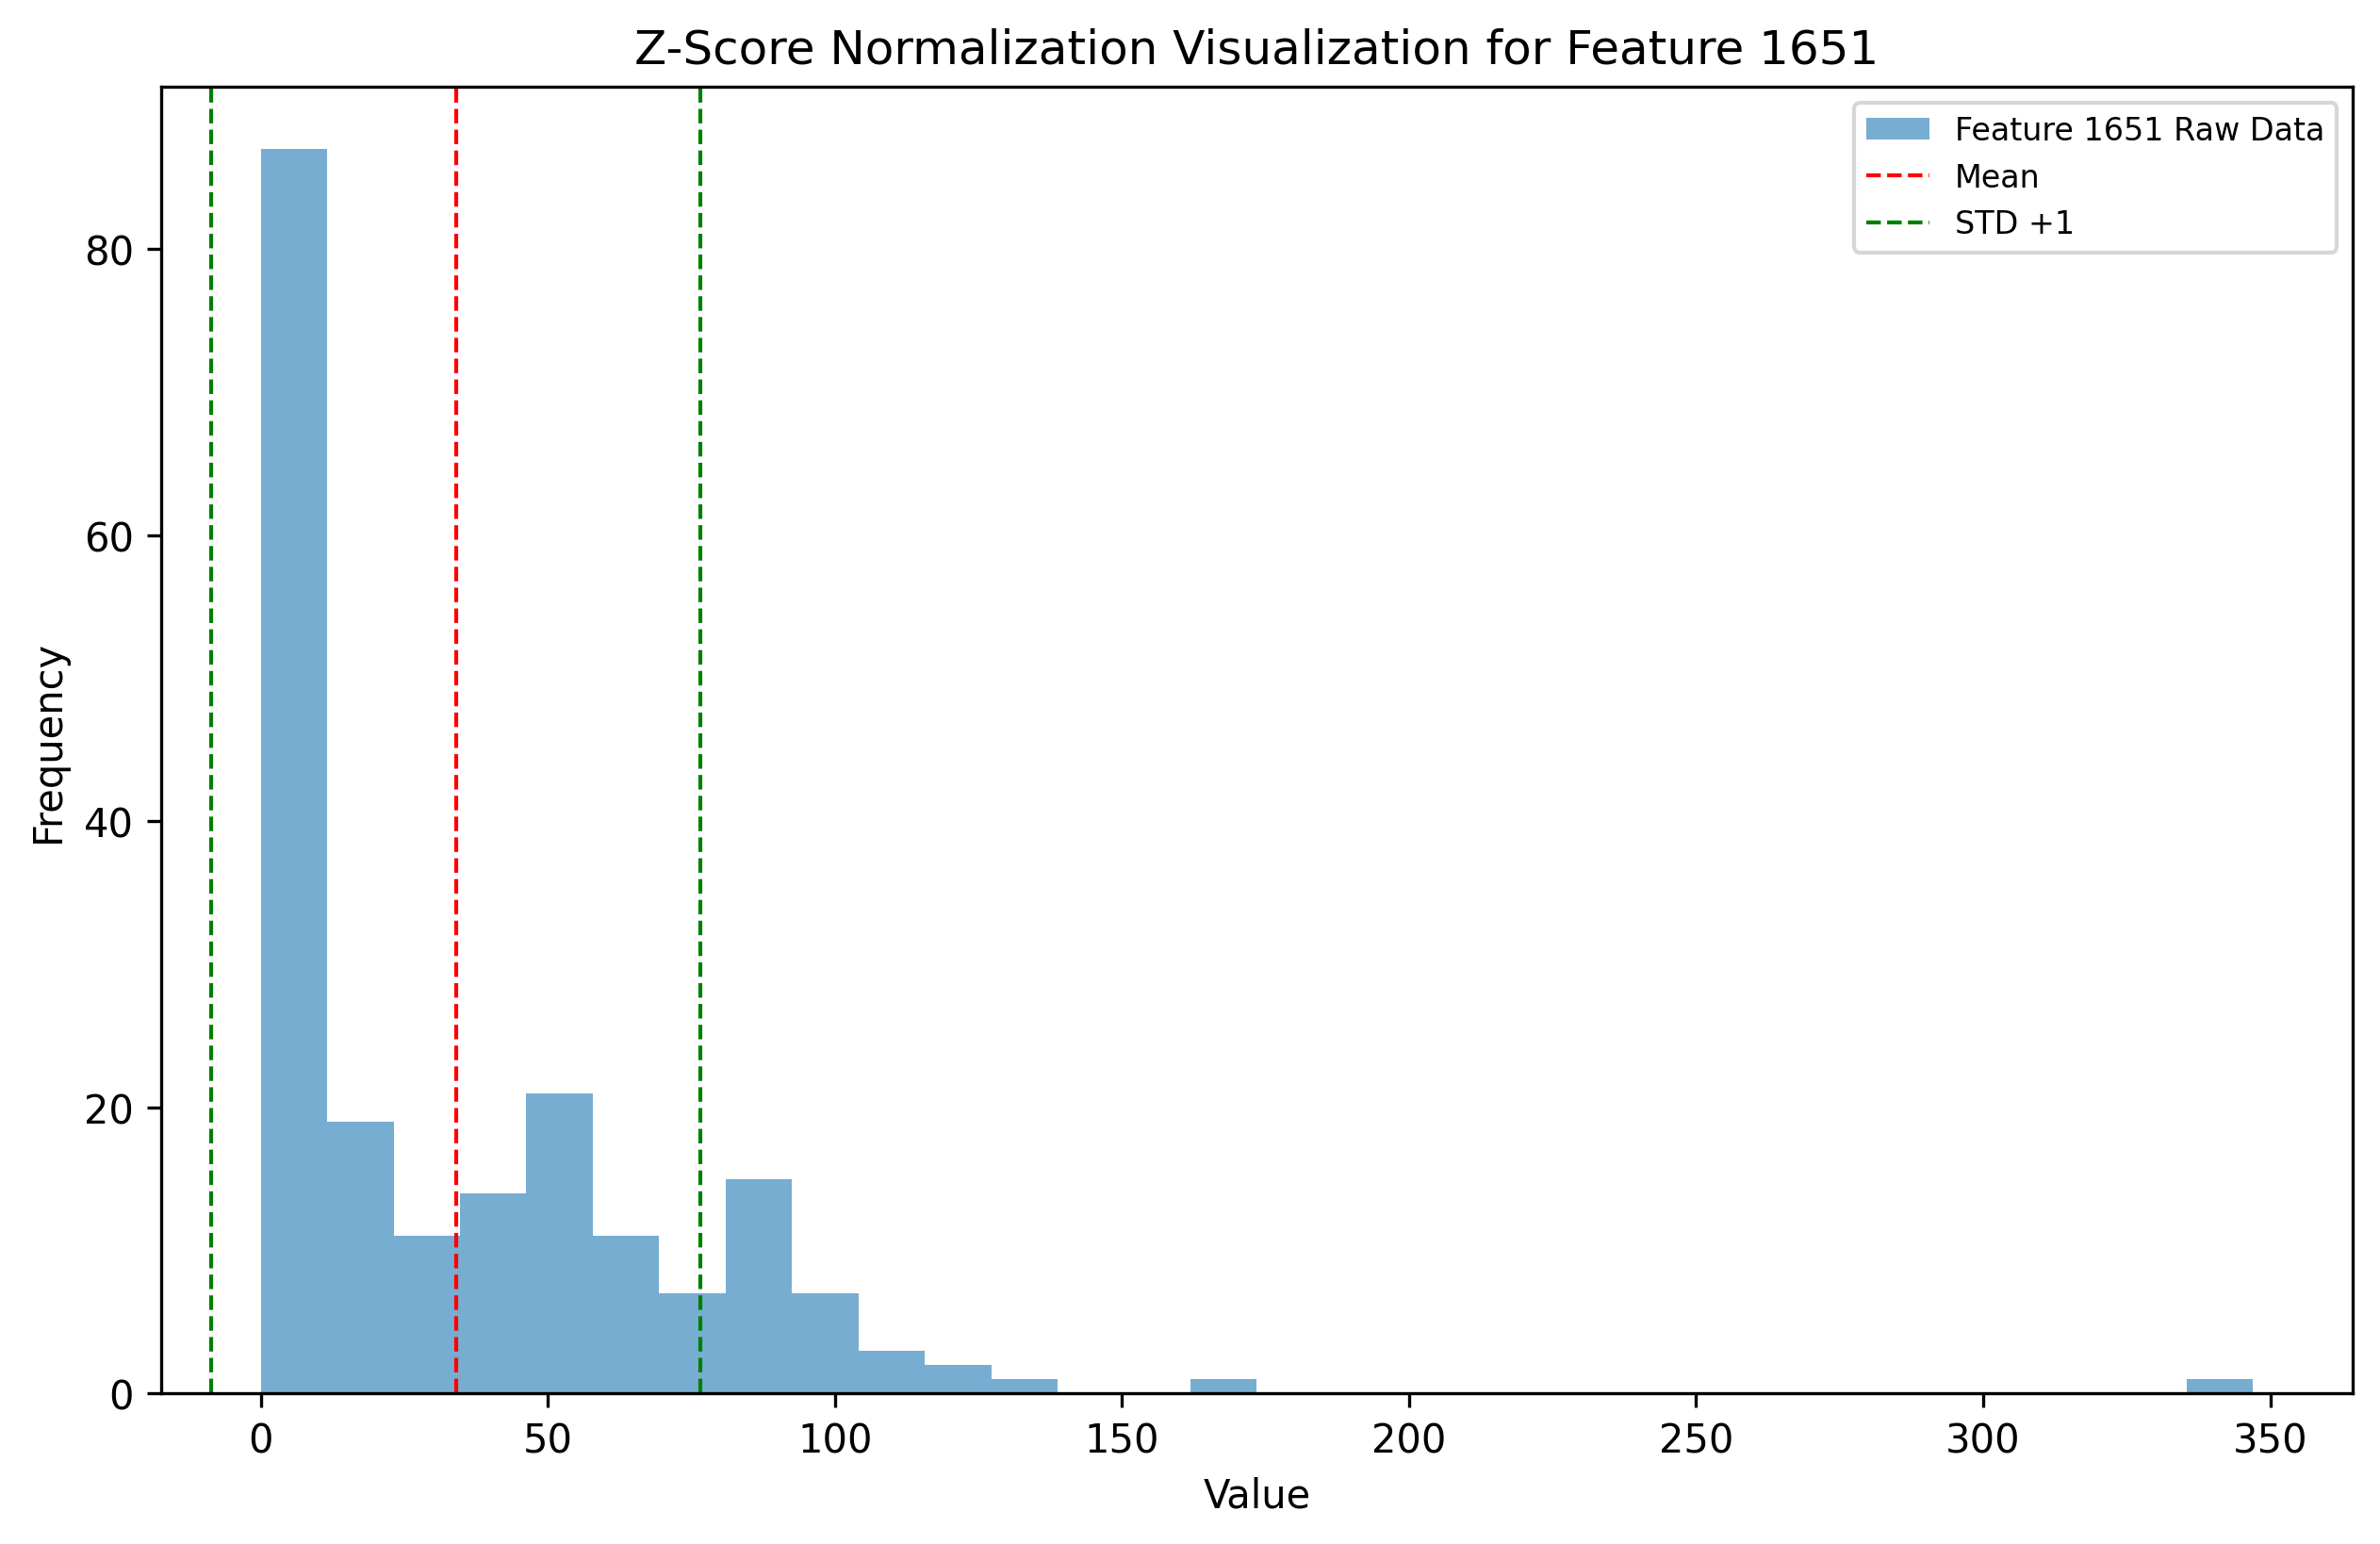 Z-Score Normalization Visualization for Feature 1651
Feature 1651 Raw Data
Mean
STD +1
80
60
40
20
0
Frequency
0 50 100 150 200 250 300 350
Value